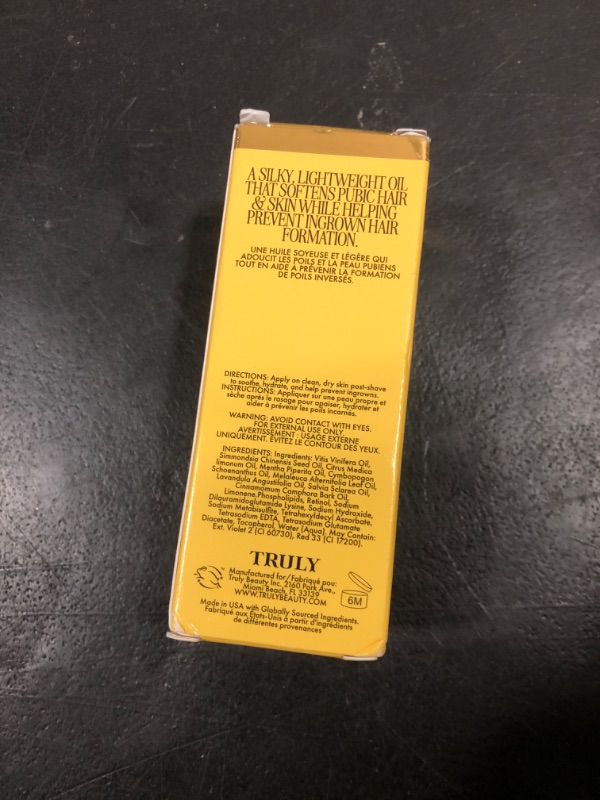 A SILKY, LIGHTWEIGHT OIL
THAT SOFTENS PUBIC HAIR
& SKIN WHILE HELPING
PREVENT INGROWN HAIR
FORMATION.
UNE HUILE SOYEUSE ET LÉGÈRE QUI
ADOUCIT LES POILS ET LA PEAU PUBIENS
TOUT EN AIDE À PRÉVENIR LA FORMATION
DE POILS INVERSÉS.
DIRECTIONS: Apply on clean, dry skin post-shave
to soothe, hydrate, and help prevent ingrowns.
INSTRUCTIONS: Appliquer sur une peau propre et
sèche après le rasage pour apaiser, hydrater et
aider à prévenir les poils incarnés.
WARNING: AVOID CONTACT WITH EYES.
FOR EXTERNAL USE ONLY.
AVERTISSEMENT : USAGE EXTERNE
UNIQUEMENT. ÉVITEZ LE CONTOUR DES YEUX.
INGREDIENTS: Ingredients: Vitis Vinifera Oil,
Simmondsia Chinensis Seed Oil, Citrus Medica
limonum Oil, Mentha Piperita Oil, Cymbopogon
Schoenanthus Oil, Melaleuca Alternifolia Leaf Oil,
Lavandula Angustifolia Oil, Salvia Sclarea Oil,
Cinnamomum Camphora Bark Oil,
Limonene, Phospholipids, Retinol, Sodium
Dilauramidoglutamide Lysine, Sodium Hydroxide,
Sodium Metabisulfite, Tetrahexyldecyl Ascorbate,
Tetrasodium EDTA, Tetrasodium Glutamate
Diacetate, Tocopherol, Water (Aqua). May Contain:
Ext. Violet 2 (CI 60730), Red 33 (CI 17200).
TRULY
Manufactured for/Fabriqué pou:
Truly Beauty Inc. 2160 Park Ave.,
Miami Beach, FL 33139
WWW.TRULYBEAUTY.COM
6M
Made in USA with Globally Sourced Ingredients.
Fabriqué aux États-Unis à partir d'ingrédients
de différentes provenances